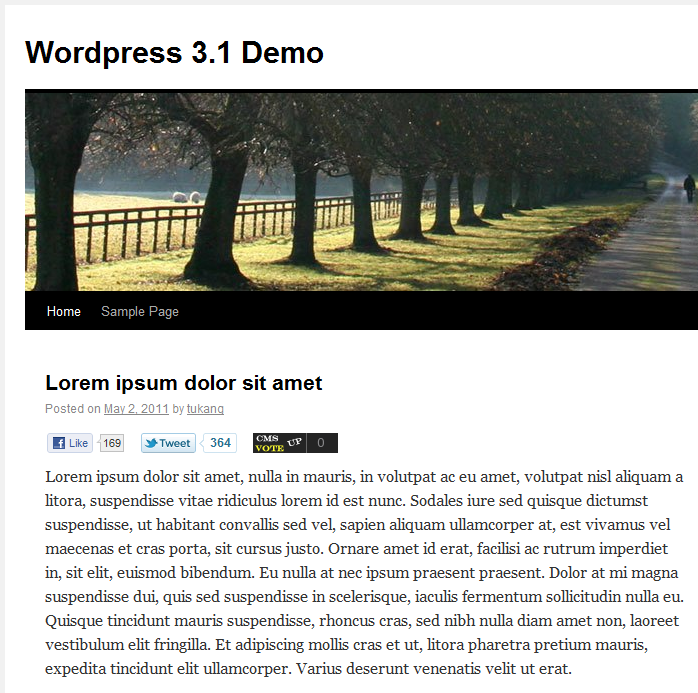 Wordpress 3.1 Demo
Home Sample Page
Lorem ipsum dolor sit amet
Posted on May 2, 2011 by tukang
Like 169 Tweet 364 CMS VOTE UP 0
Lorem ipsum dolor sit amet, nulla in mauris, in volutpat ac eu amet, volutpat nisl aliquam a
litora, suspendisse vitae ridiculus lorem id est nunc. Sodales iure sed quisque dictumst
suspendisse, ut habitant convallis sed vel, sapien aliquam ullamcorper at, est vivamus vel
maecenas et cras porta, sit cursus justo. Ornare amet id erat, facilisi ac rutrum imperdiet
in, sit elit, euismod bibendum. Eu nulla at nec ipsum praesent praesent. Dolor at mi magna
suspendisse dui, quis sed suspendisse in scelerisque, iaculis fermentum sollicitudin nulla eu.
Quisque tincidunt mauris suspendisse, rhoncus cras, sed nibh nulla diam amet non, laoreet
vestibulum elit fringilla. Et adipiscing mollis cras et ut, litora pharetra pretium mauris,
expedita tincidunt elit ullamcorper. Varius deserunt venenatis velit ut erat.